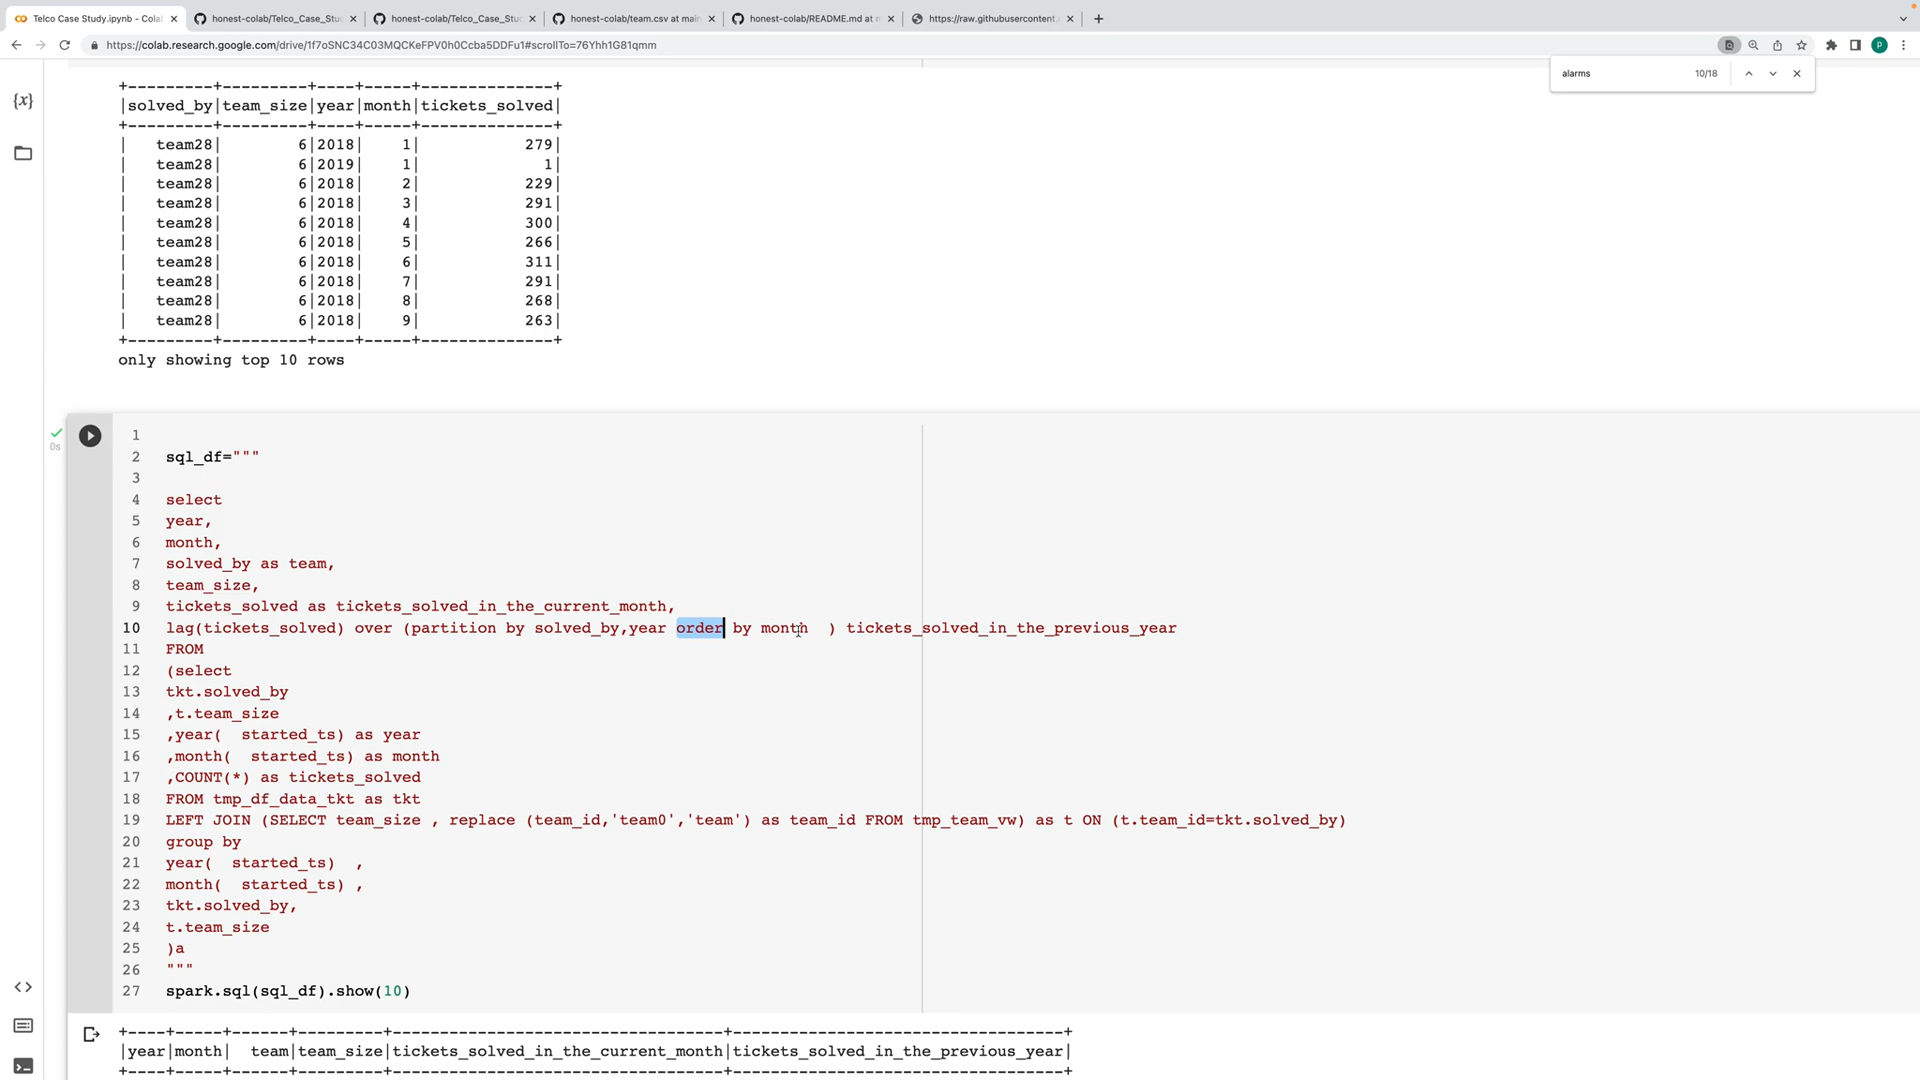 Telco Case Study.ipynb - Colab
honest-colab/Telco_Case_Stu
honest-colab/Telco_Case_Stu
honest-colab/team.csv at main
honest-colab/README.md at m
https://raw.githubusercontent.
https://colab.research.google.com/drive/1f7oSNC34C03MQCKeFPV0h0Ccba5DDFu1#scrollTo=76Yhh1G81qmm
P
alarms 10/18
{x}
+---------+---------+----+-----+--------------+
|solved_by|team_size|year|month|tickets_solved|
+---------+---------+----+-----+--------------+
| team28| 6|2018| 1| 279|
| team28| 6|2019| 1| 1|
| team28| 6|2018| 2| 229|
| team28| 6|2018| 3| 291|
| team28| 6|2018| 4| 300|
| team28| 6|2018| 5| 266|
| team28| 6|2018| 6| 311|
| team28| 6|2018| 7| 291|
| team28| 6|2018| 8| 268|
| team28| 6|2018| 9| 263|
+---------+---------+----+-----+--------------+
only showing top 10 rows
0s
1
2 sql_df="""
3
4 select
5 year,
6 month,
7 solved_by as team,
8 team_size,
9 tickets_solved as tickets_solved_in_the_current_month,
10 lag(tickets_solved) over (partition by solved_by,year order by month  ) tickets_solved_in_the_previous_year
11 FROM
12 (select
13 tkt.solved_by
14 ,t.team_size
15 ,year(  started_ts) as year
16 ,month(  started_ts) as month
17 ,COUNT(*) as tickets_solved
18 FROM tmp_df_data_tkt as tkt
19 LEFT JOIN (SELECT team_size , replace (team_id,'team0','team') as team_id FROM tmp_team_vw) as t ON (t.team_id=tkt.solved_by)
20 group by
21 year(  started_ts)  ,
22 month(  started_ts) ,
23 tkt.solved_by,
24 t.team_size
25 )a
26 """
27 spark.sql(sql_df).show(10)
+----+-----+------+---------+-----------------------------------+-----------------------------------+
|year|month|  team|team_size|tickets_solved_in_the_current_month|tickets_solved_in_the_previous_year|
+----+-----+------+---------+-----------------------------------+-----------------------------------+